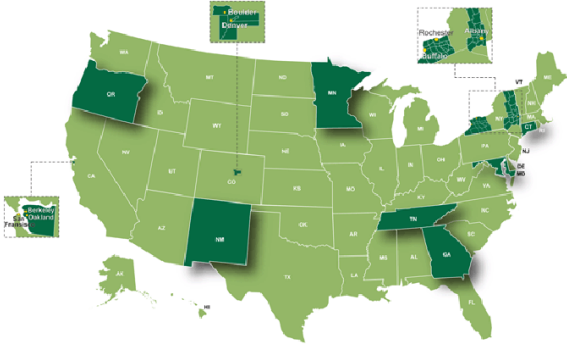 Boulder
Denver
Rochester
Albany
Buffalo
WA
OR
MT
ND
MN
ID
WY
SD
WI
MI
NY
VT
NH
ME
MA
CT
NJ
PA
DE
MD
NV
UT
CO
NE
IA
IL
IN
OH
WV
VA
CA
AZ
NM
KS
MO
KY
NC
TN
OK
AR
SC
MS
AL
GA
TX
LA
FL
AK
HI
Berkeley
Oakland
San
Francisco